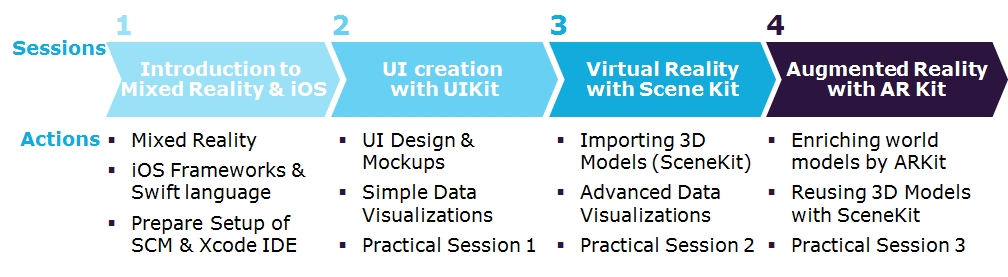 1
2
3
4
Sessions
Introduction to
Mixed Reality & iOS
UI creation
with UIKit
Virtual Reality
with Scene Kit
Augmented Reality
with AR Kit
Actions
▪ Mixed Reality
▪ iOS Frameworks &
Swift language
▪ Prepare Setup of
SCM & Xcode IDE
▪ UI Design &
Mockups
▪ Simple Data
Visualizations
▪ Practical Session 1
▪ Importing 3D
Models (SceneKit)
▪ Advanced Data
Visualizations
▪ Practical Session 2
▪ Enriching world
models by ARKit
▪ Reusing 3D Models
with SceneKit
▪ Practical Session 3